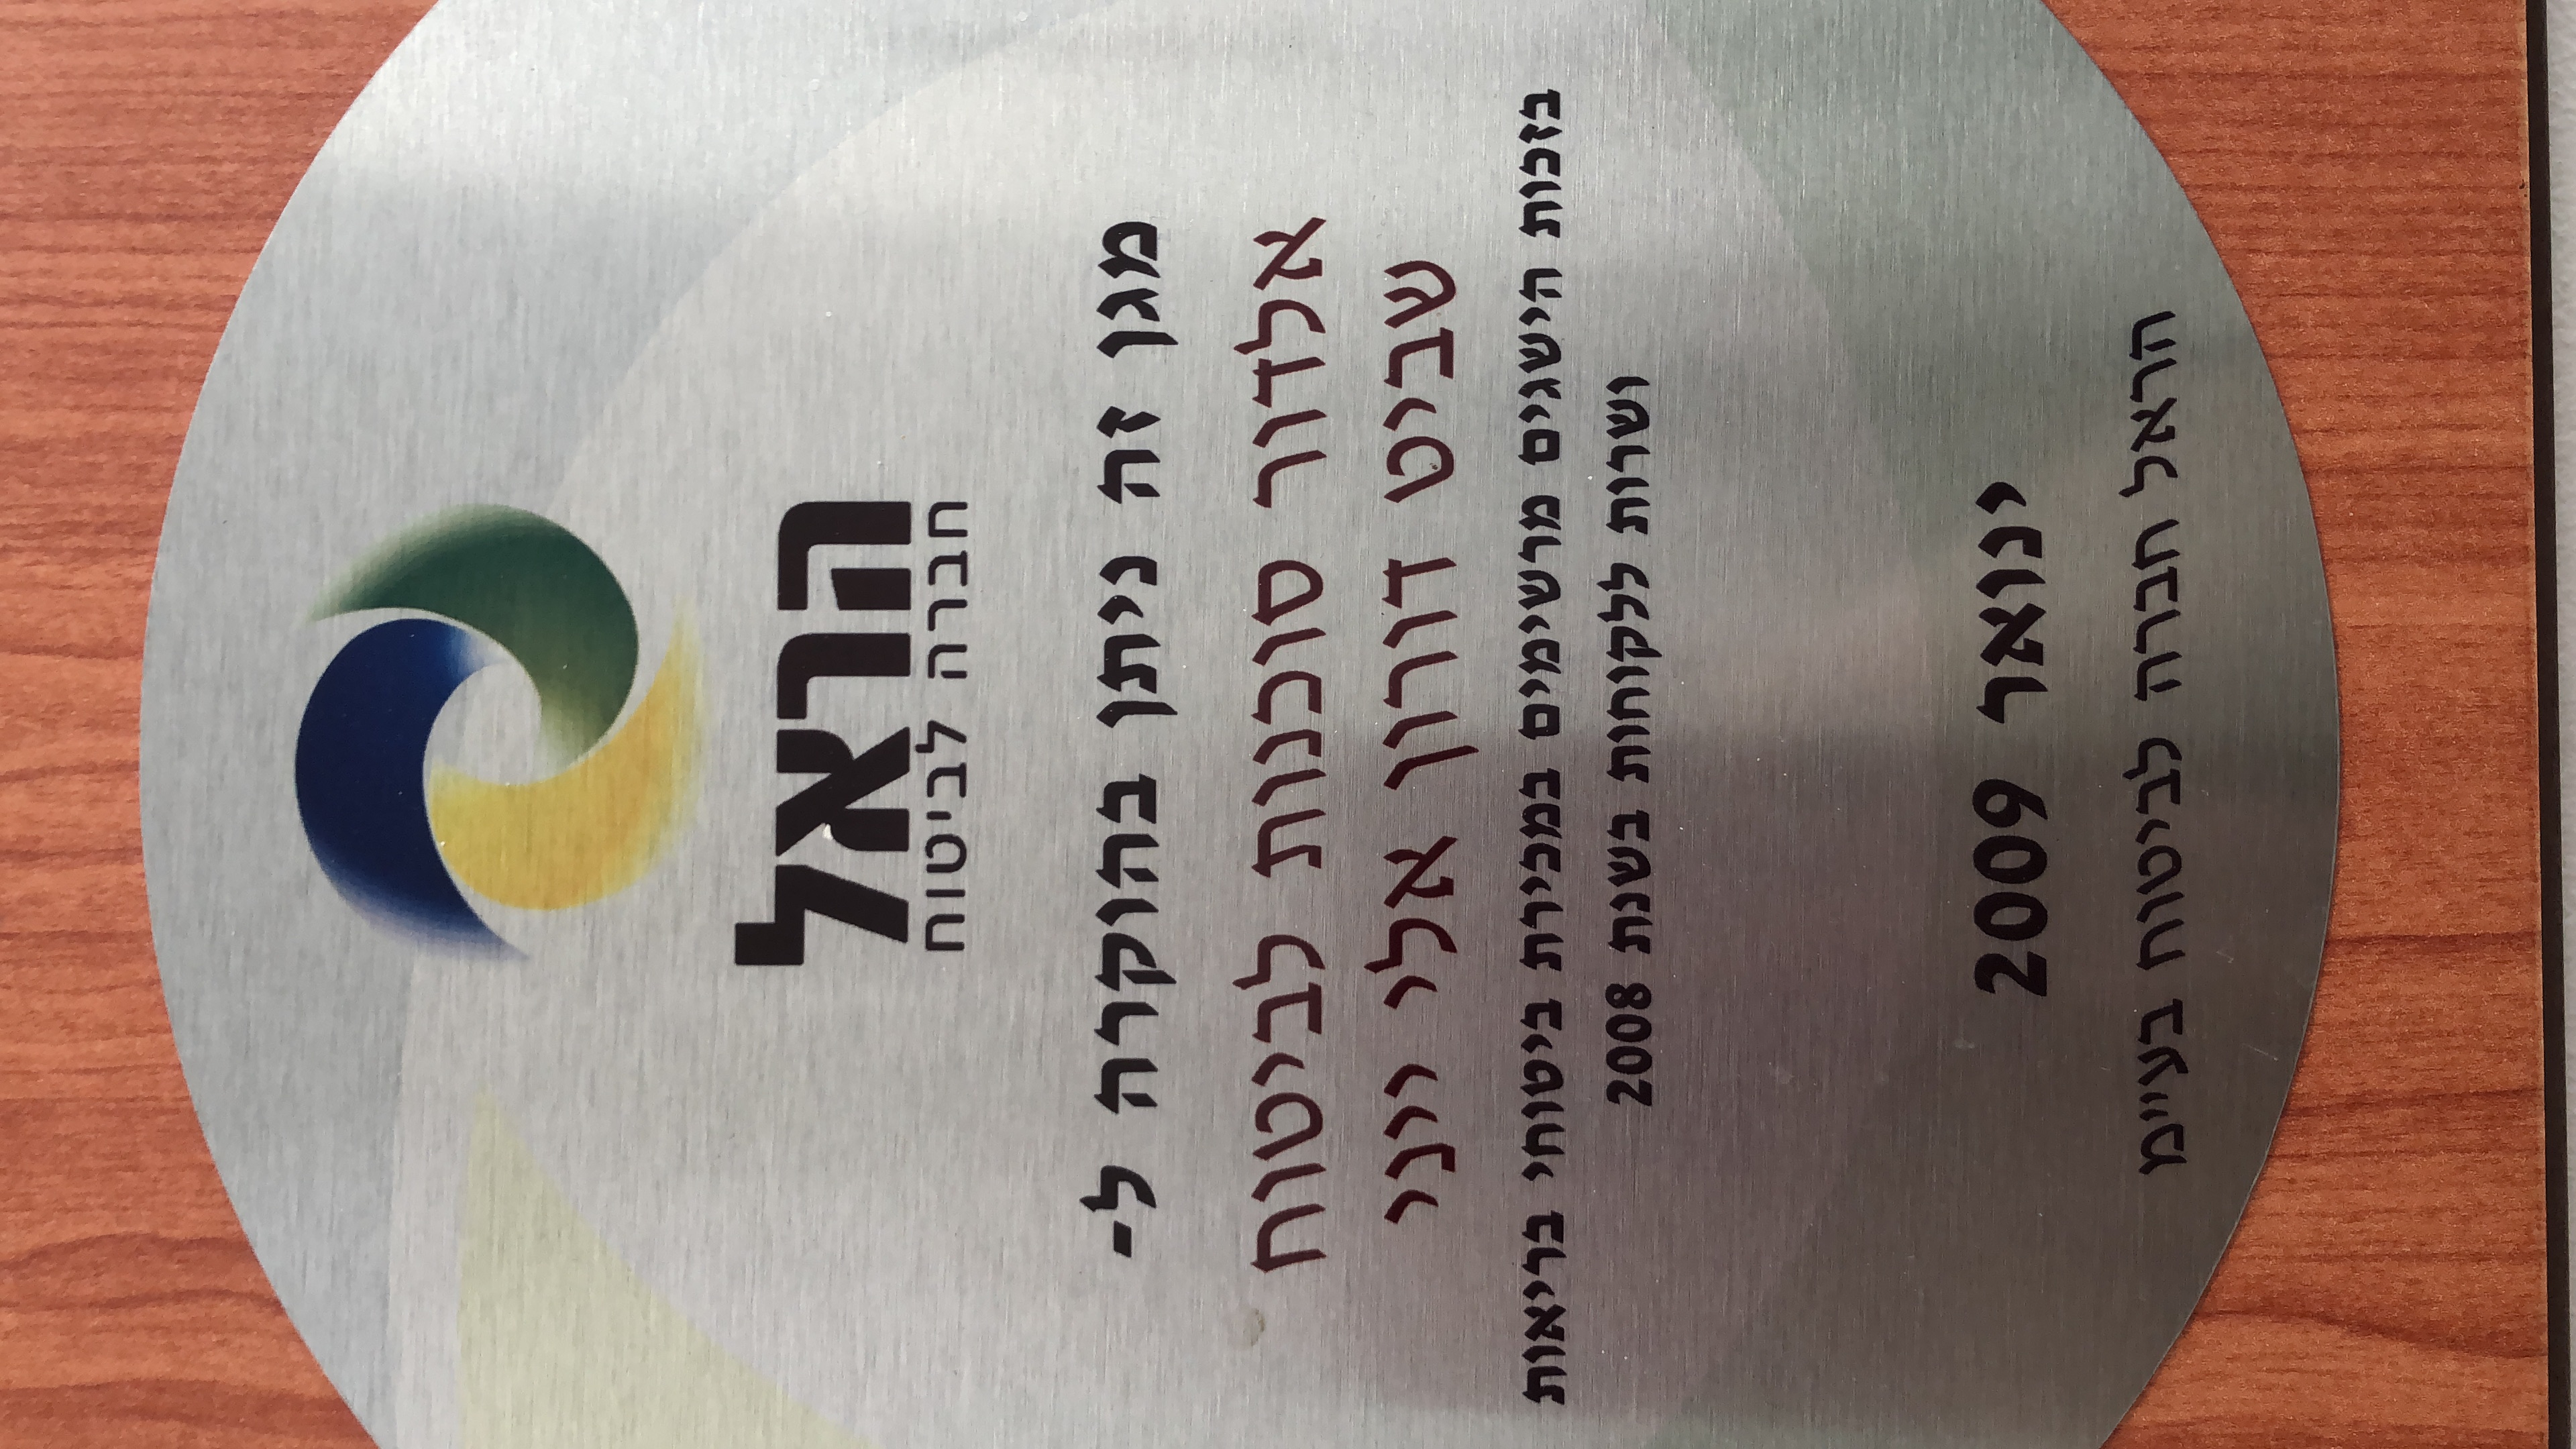 הראל
חברה לביטוח
מגן זה ניתן בהוקרה ל-
אלדור סוכנות לביטוח
שביט דורון אלי ייני
בזכות הישגים מרשימים במכירת ביטוחי בריאות
ושרות ללקוחות בשנת 2008
ינואר 2009
הראל חברה לביטוח בע״מ